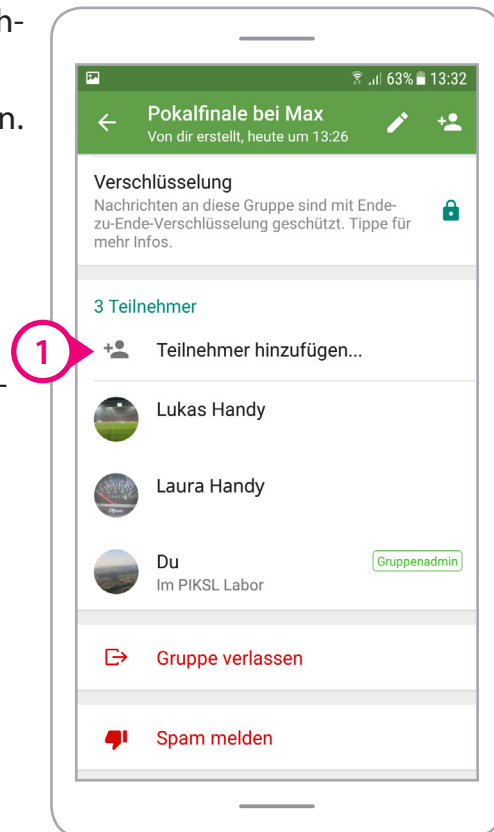 h-
n.
-
63% 13:32
Pokalfinale bei Max
Von dir erstellt, heute um 13:26
Verschlüsselung
Nachrichten an diese Gruppe sind mit Ende-
zu-Ende-Verschlüsselung geschützt. Tippe für
mehr Infos.
3 Teilnehmer
1
Teilnehmer hinzufügen...
Lukas Handy
Laura Handy
Du
Gruppenadmin
Im PIKSL Labor
Gruppe verlassen
Spam melden